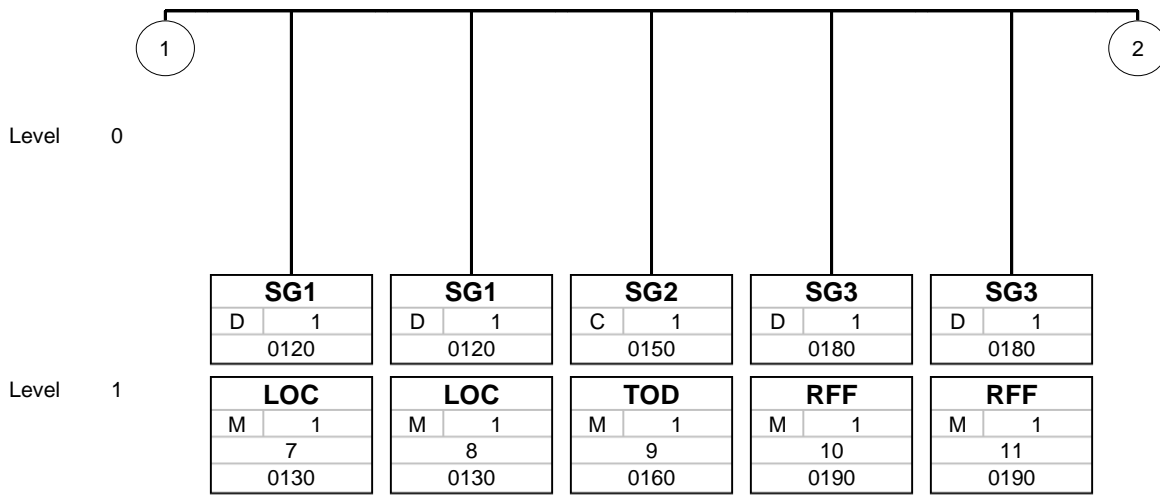 1 2
Level 0
SG1 SG1 SG2 SG3 SG3
D 1 D 1 C 1 D 1 D 1
0120 0120 0150 0180 0180
Level 1
LOC LOC TOD RFF RFF
M 1 M 1 M 1 M 1 M 1
7 8 9 10 11
0130 0130 0160 0190 0190